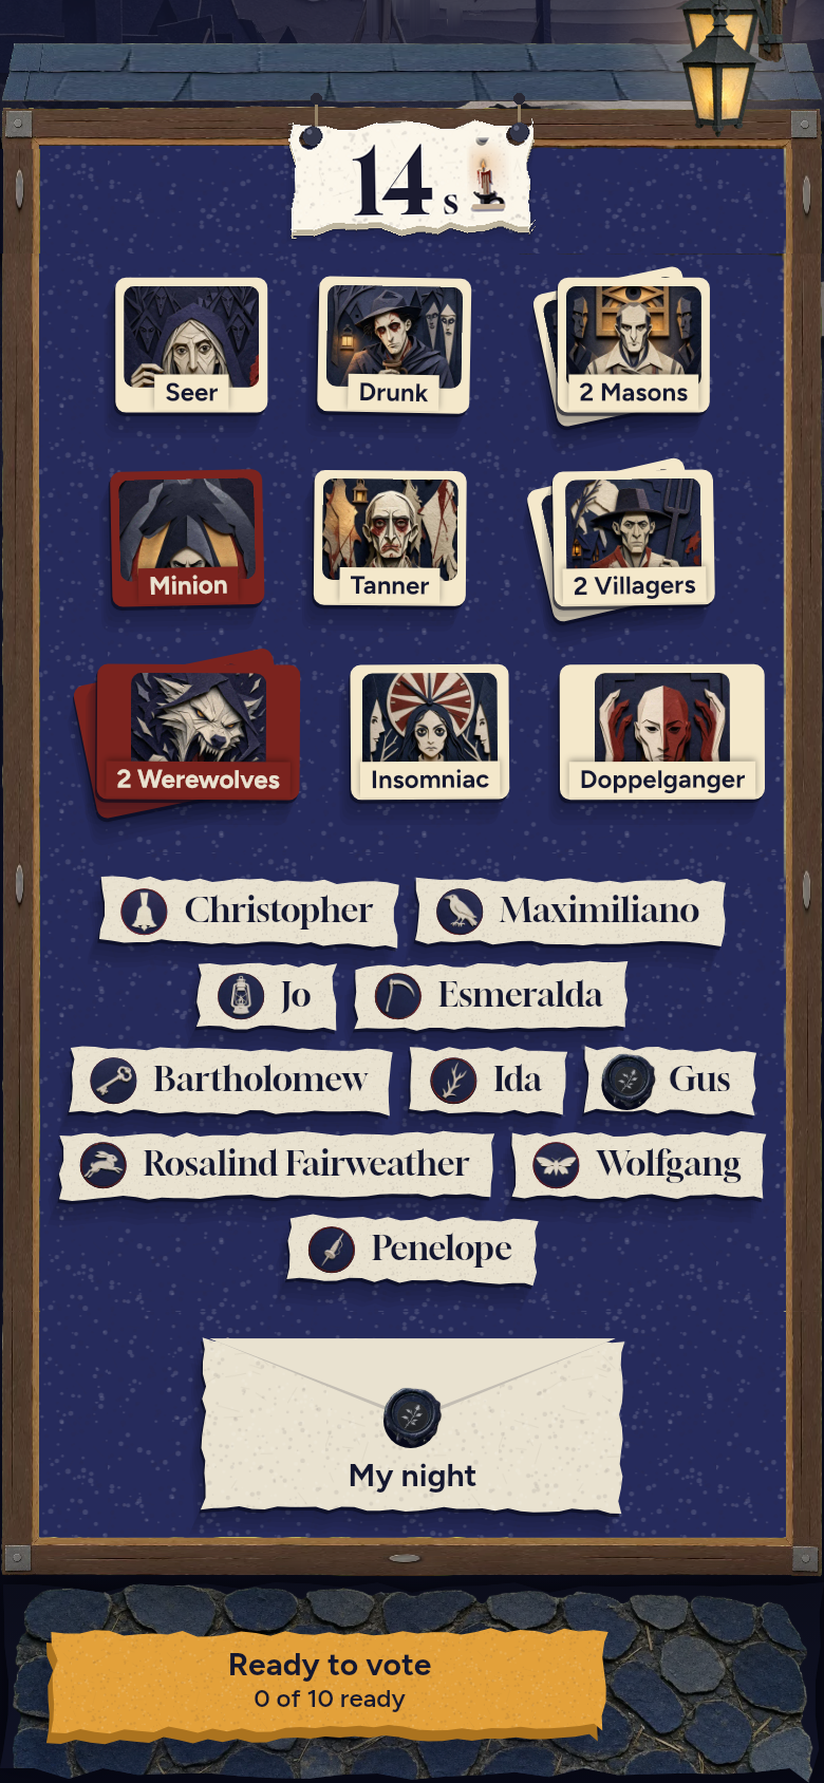 14 s
Seer
Drunk
2 Masons
Minion
Tanner
2 Villagers
2 Werewolves
Insomniac
Doppelganger
Christopher
Maximiliano
Jo
Esmeralda
Bartholomew
Ida
Gus
Rosalind Fairweather
Wolfgang
Penelope
My night
Ready to vote
0 of 10 ready